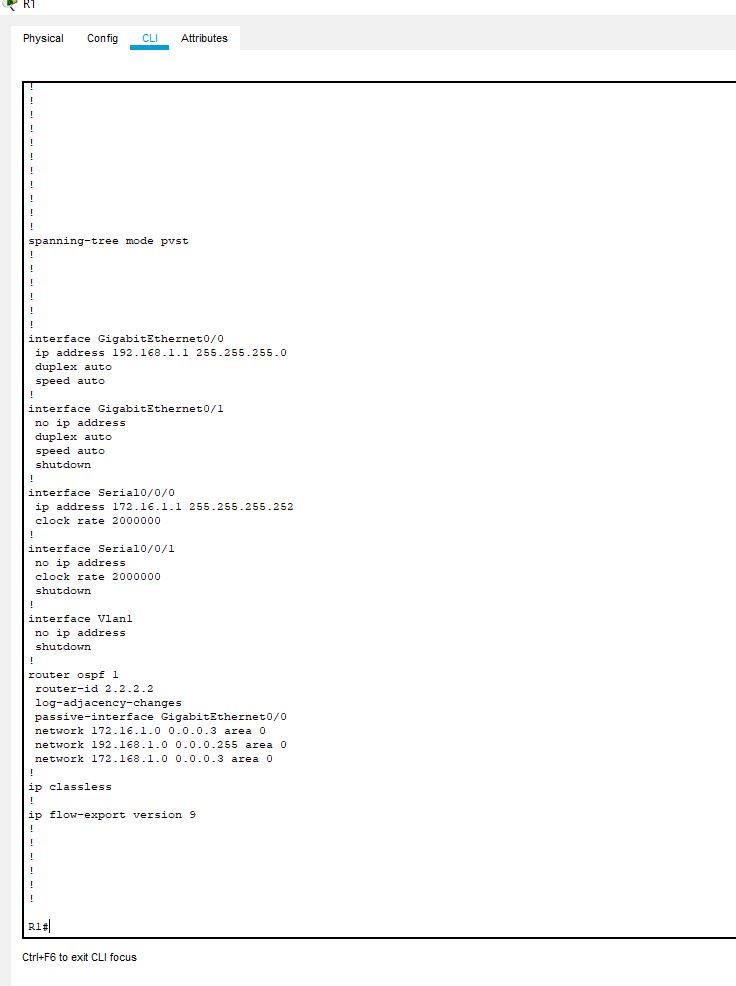 R1
Physical Config CLI Attributes
!
!
!
!
!
!
!
!
!
!
!
spanning-tree mode pvst
!
!
!
!
!
!
interface GigabitEthernet0/0
ip address 192.168.1.1 255.255.255.0
duplex auto
speed auto
!
interface GigabitEthernet0/1
no ip address
duplex auto
speed auto
shutdown
!
interface Serial0/0/0
ip address 172.16.1.1 255.255.255.252
clock rate 2000000
!
interface Serial0/0/1
no ip address
clock rate 2000000
shutdown
!
interface Vlan1
no ip address
shutdown
!
router ospf 1
router-id 2.2.2.2
log-adjacency-changes
passive-interface GigabitEthernet0/0
network 172.16.1.0 0.0.0.3 area 0
network 192.168.1.0 0.0.0.255 area 0
network 172.168.1.0 0.0.0.3 area 0
!
ip classless
!
ip flow-export version 9
!
!
!
!
!
!
R1#
Ctrl+F6 to exit CLI focus